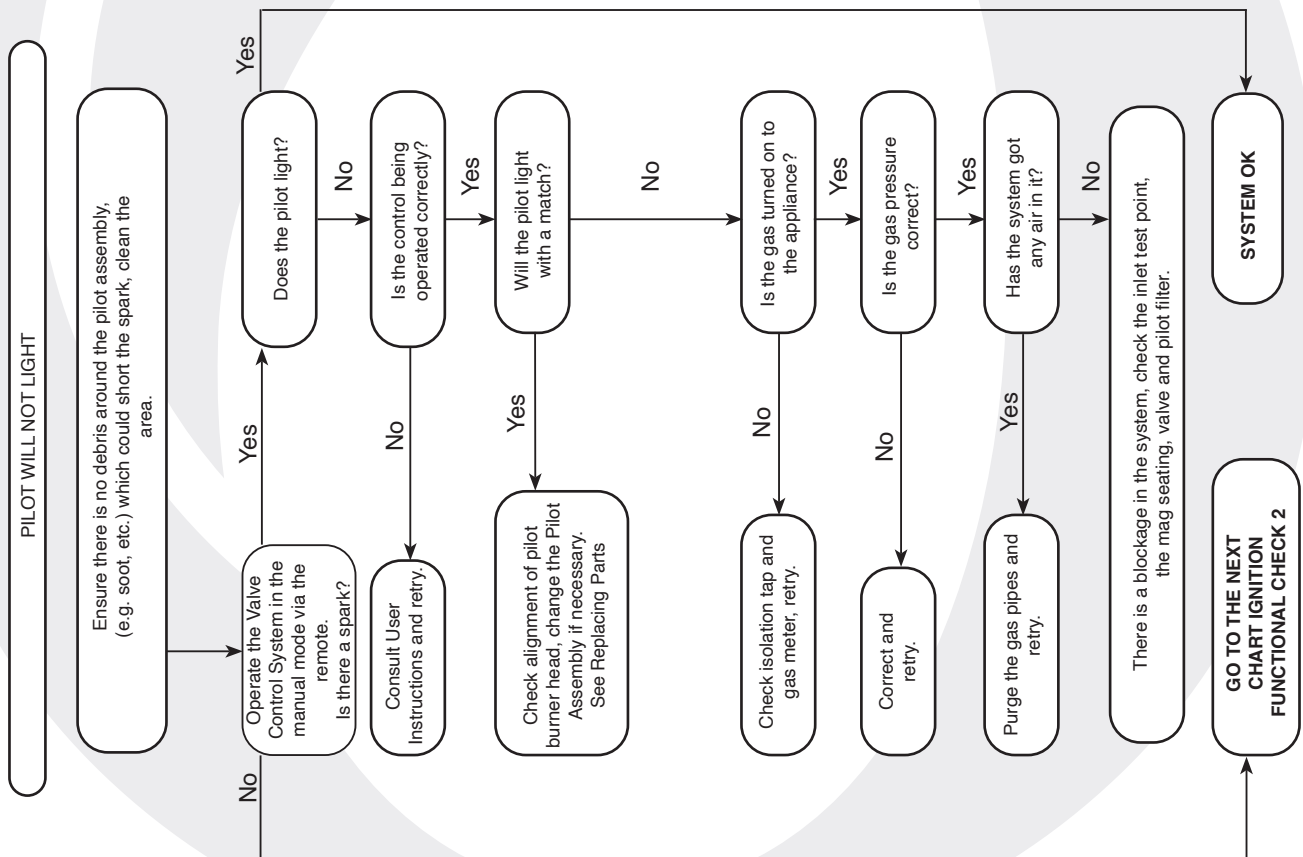 PILOT WILL NOT LIGHT
Ensure there is no debris around the pilot assembly,
(e.g. soot, etc.) which could short the spark, clean the
area.
Operate the Valve
Control System in the
manual mode via the
remote.
Is there a spark?
No
Yes
Does the pilot light?
Yes
No
Is the control being
operated correctly?
No
Consult User
Instructions and retry.
Yes
Will the pilot light
with a match?
Yes
Check alignment of pilot
burner head, change the Pilot
Assembly if necessary.
See Replacing Parts
No
Is the gas turned on to
the appliance?
No
Check isolation tap and
gas meter, retry.
Yes
Is the gas pressure
correct?
No
Correct and
retry.
Yes
Has the system got
any air in it?
Yes
Purge the gas pipes and
retry.
No
There is a blockage in the system, check the inlet test point,
the mag seating, valve and pilot filter.
GO TO THE NEXT
CHART IGNITION
FUNCTIONAL CHECK 2
SYSTEM OK